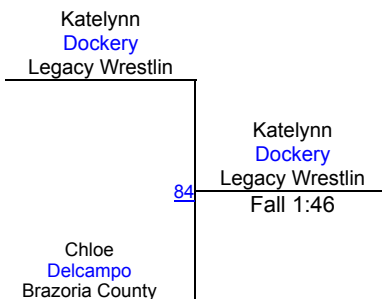 Katelynn
Dockery
Legacy Wrestlin
Katelynn
Dockery
84
Legacy Wrestlin
Fall 1:46
Chloe
Delcampo
Brazoria County